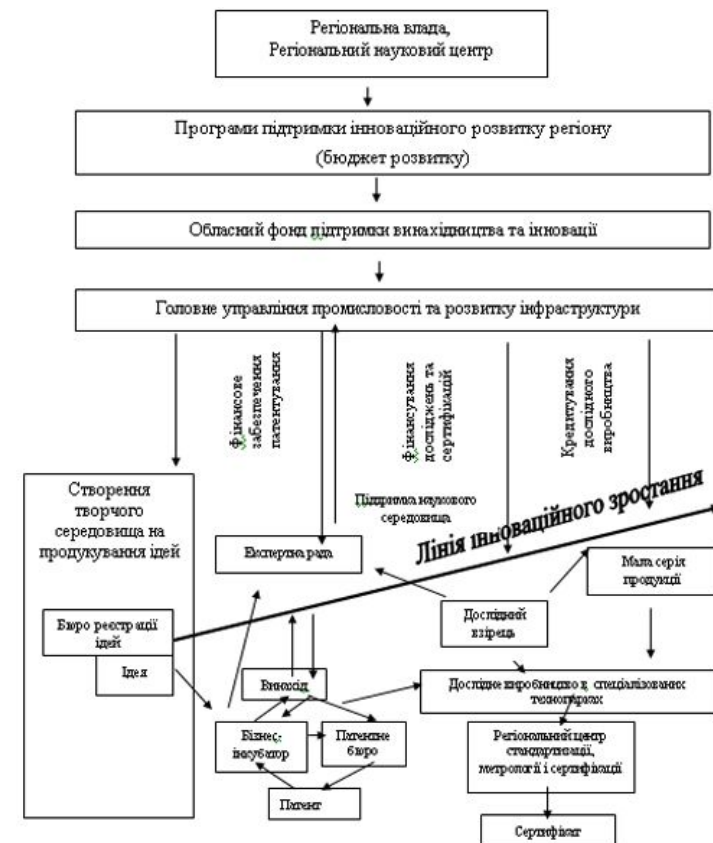 Регіональна влада,
Регіональний науковий центр
Програми підтримки інноваційного розвитку регіону
(бюджет розвитку)
Обласний фонд підтримки винахідництва та інновації
Головне управління промисловості та розвитку інфраструктури
Фінансове
забезпечення
патентування
Фінансування
досліджень та
сертифікацій
Кредитування
дослідного
виробництва
Створення
творчого
середовища на
продукування ідей
Підтримка наукового
середовища
Лінія інноваційного зростання
Експертна рада
Мала серія
продукції
Бюро реєстрації
ідей
Ідея
Дослідний
взірець
Винахід
Дослідне виробництво в спеціалізованих
технопарках
Бізнес-
інкубатор
Патентне
бюро
Регіональний центр
стандартизації,
метрології і сертифікації
Патент
Сертифікат